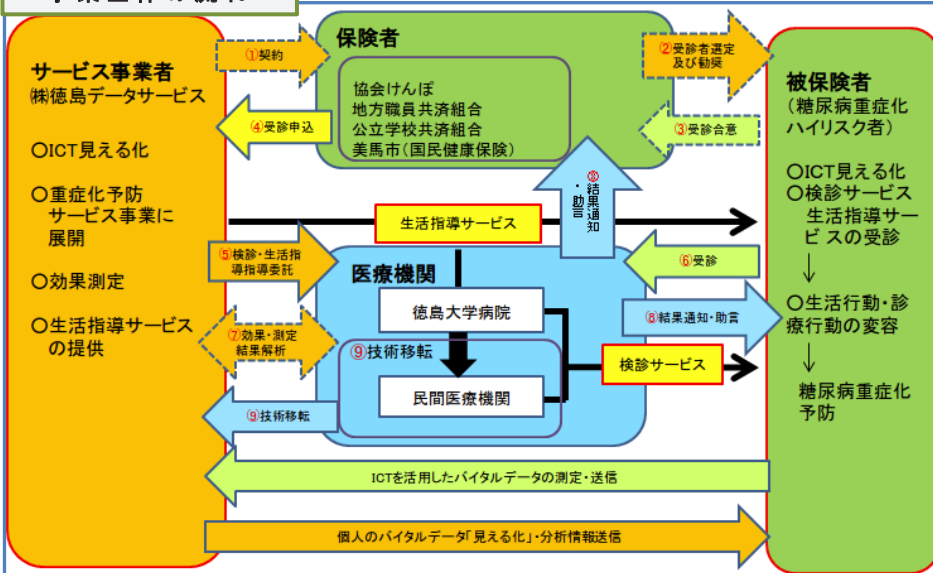 サービス事業者
㈱徳島データサービス
○ICT見える化
○重症化予防
サービス事業に
展開
○効果測定
○生活指導サービス
の提供
①契約
④受診申込
保険者
協会けんぽ
地方職員共済組合
公立学校共済組合
美馬市(国民健康保険)
②受診者選定
及び勧奨
③受診合意
被保険者
(糖尿病重症化
ハイリスク者)
○ICT見える化
○検診サービス
生活指導サー
ビスの受診
↓
○生活行動・診
療行動の変容
↓
糖尿病重症化
予防
⑧結果通知
・助言
生活指導サービス
⑤検診・生活指
導指導委託
医療機関
⑥受診
徳島大学病院
⑧結果通知・助言
⑦効果・測定
結果解析
⑨技術移転
検診サービス
民間医療機関
⑨技術移転
ICTを活用したバイタルデータの測定・送信
個人のバイタルデータ「見える化」・分析情報送信